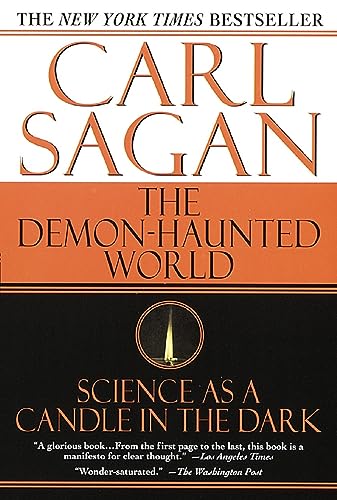 THE NEW YORK TIMES BESTSELLER
CARL
SAGAN
THE
DEMON-HAUNTED
WORLD
SCIENCE AS A
CANDLE IN THE DARK
"A glorious book...From the first page to the last, this book is a
manifesto for clear thought." —Los Angeles Times
"Wonder-saturated." —The Washington Post